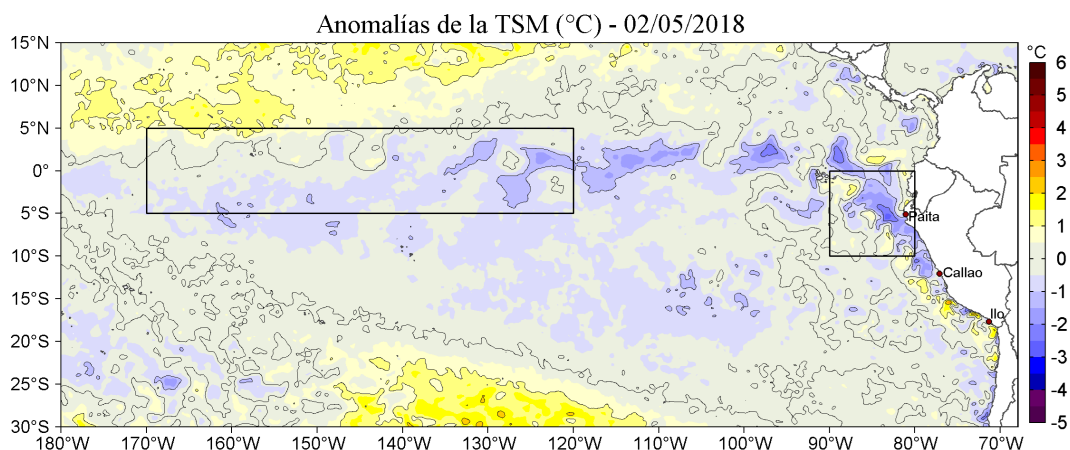 Anomalías de la TSM (°C) - 02/05/2018
15°N
10°N
5°N
0°
5°S
10°S
15°S
20°S
25°S
30°S
180°W
170°W
160°W
150°W
140°W
130°W
120°W
110°W
100°W
90°W
80°W
70°W
Paita
Callao
Ilo
°C
6
5
4
3
2
1
0
-1
-2
-3
-4
-5